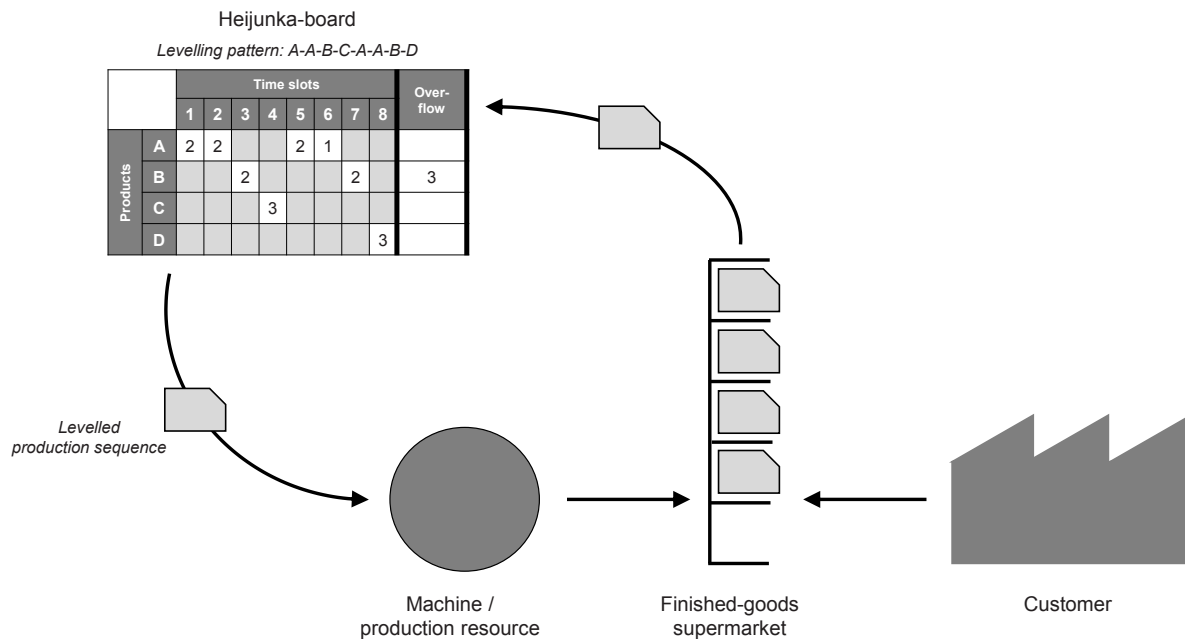 Heijunka-board
Levelling pattern: A-A-B-C-A-A-B-D
Time slots
Over-
flow
1 2 3 4 5 6 7 8
Products
A 2 2 2 1
B 2 2 3
C 3
D 3
Levelled
production sequence
Machine /
production resource
Finished-goods
supermarket
Customer